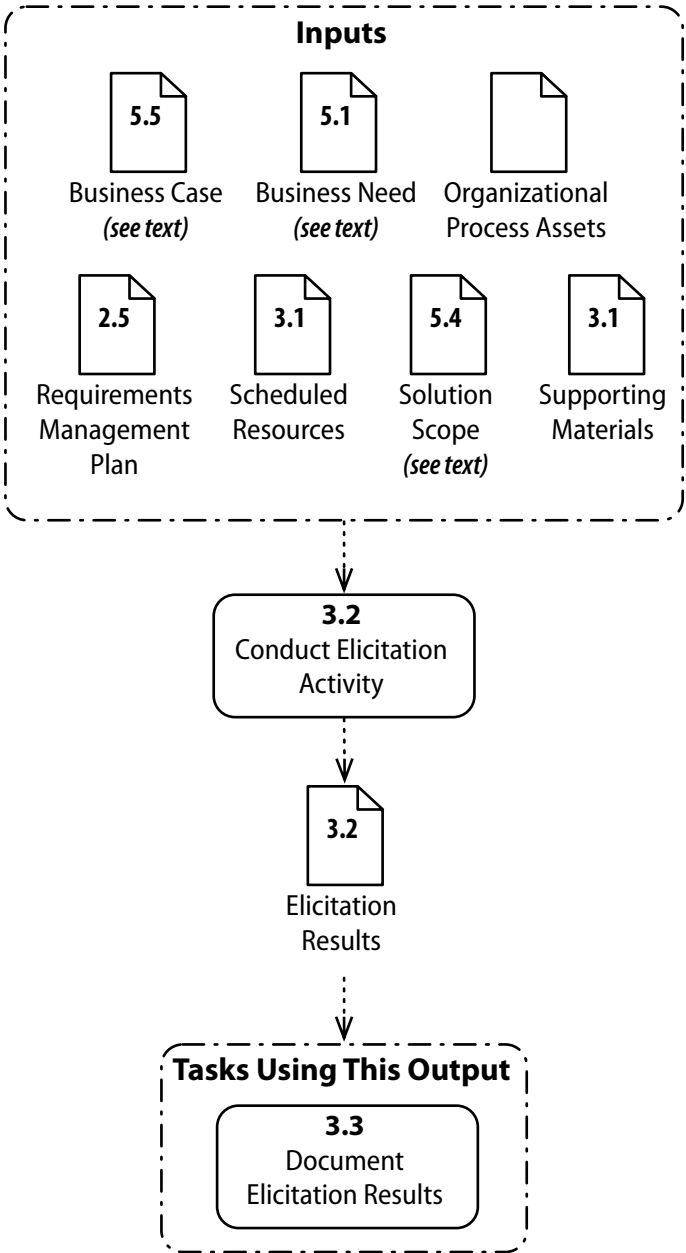 Inputs
5.5
5.1
Business Case
(see text)
Business Need
(see text)
Organizational
Process Assets
2.5
3.1
5.4
3.1
Requirements
Management
Plan
Scheduled
Resources
Solution
Scope
(see text)
Supporting
Materials
3.2
Conduct Elicitation
Activity
3.2
Elicitation
Results
Tasks Using This Output
3.3
Document
Elicitation Results